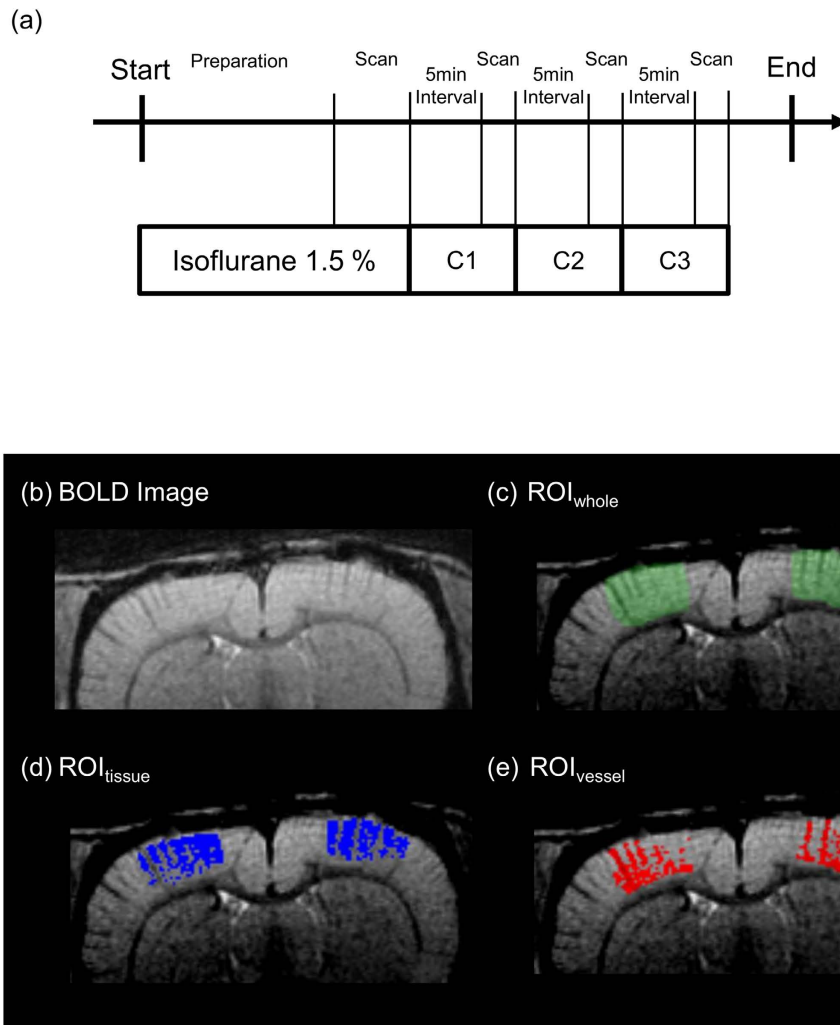 (a)
Preparation Scan Scan Scan Scan
Start End
5min 5min 5min
Interval Interval Interval
Isoflurane 1.5 % C1 C2 C3
(b) BOLD Image
(c) ROIwhole
(d) ROItissue
(e) ROIvessel